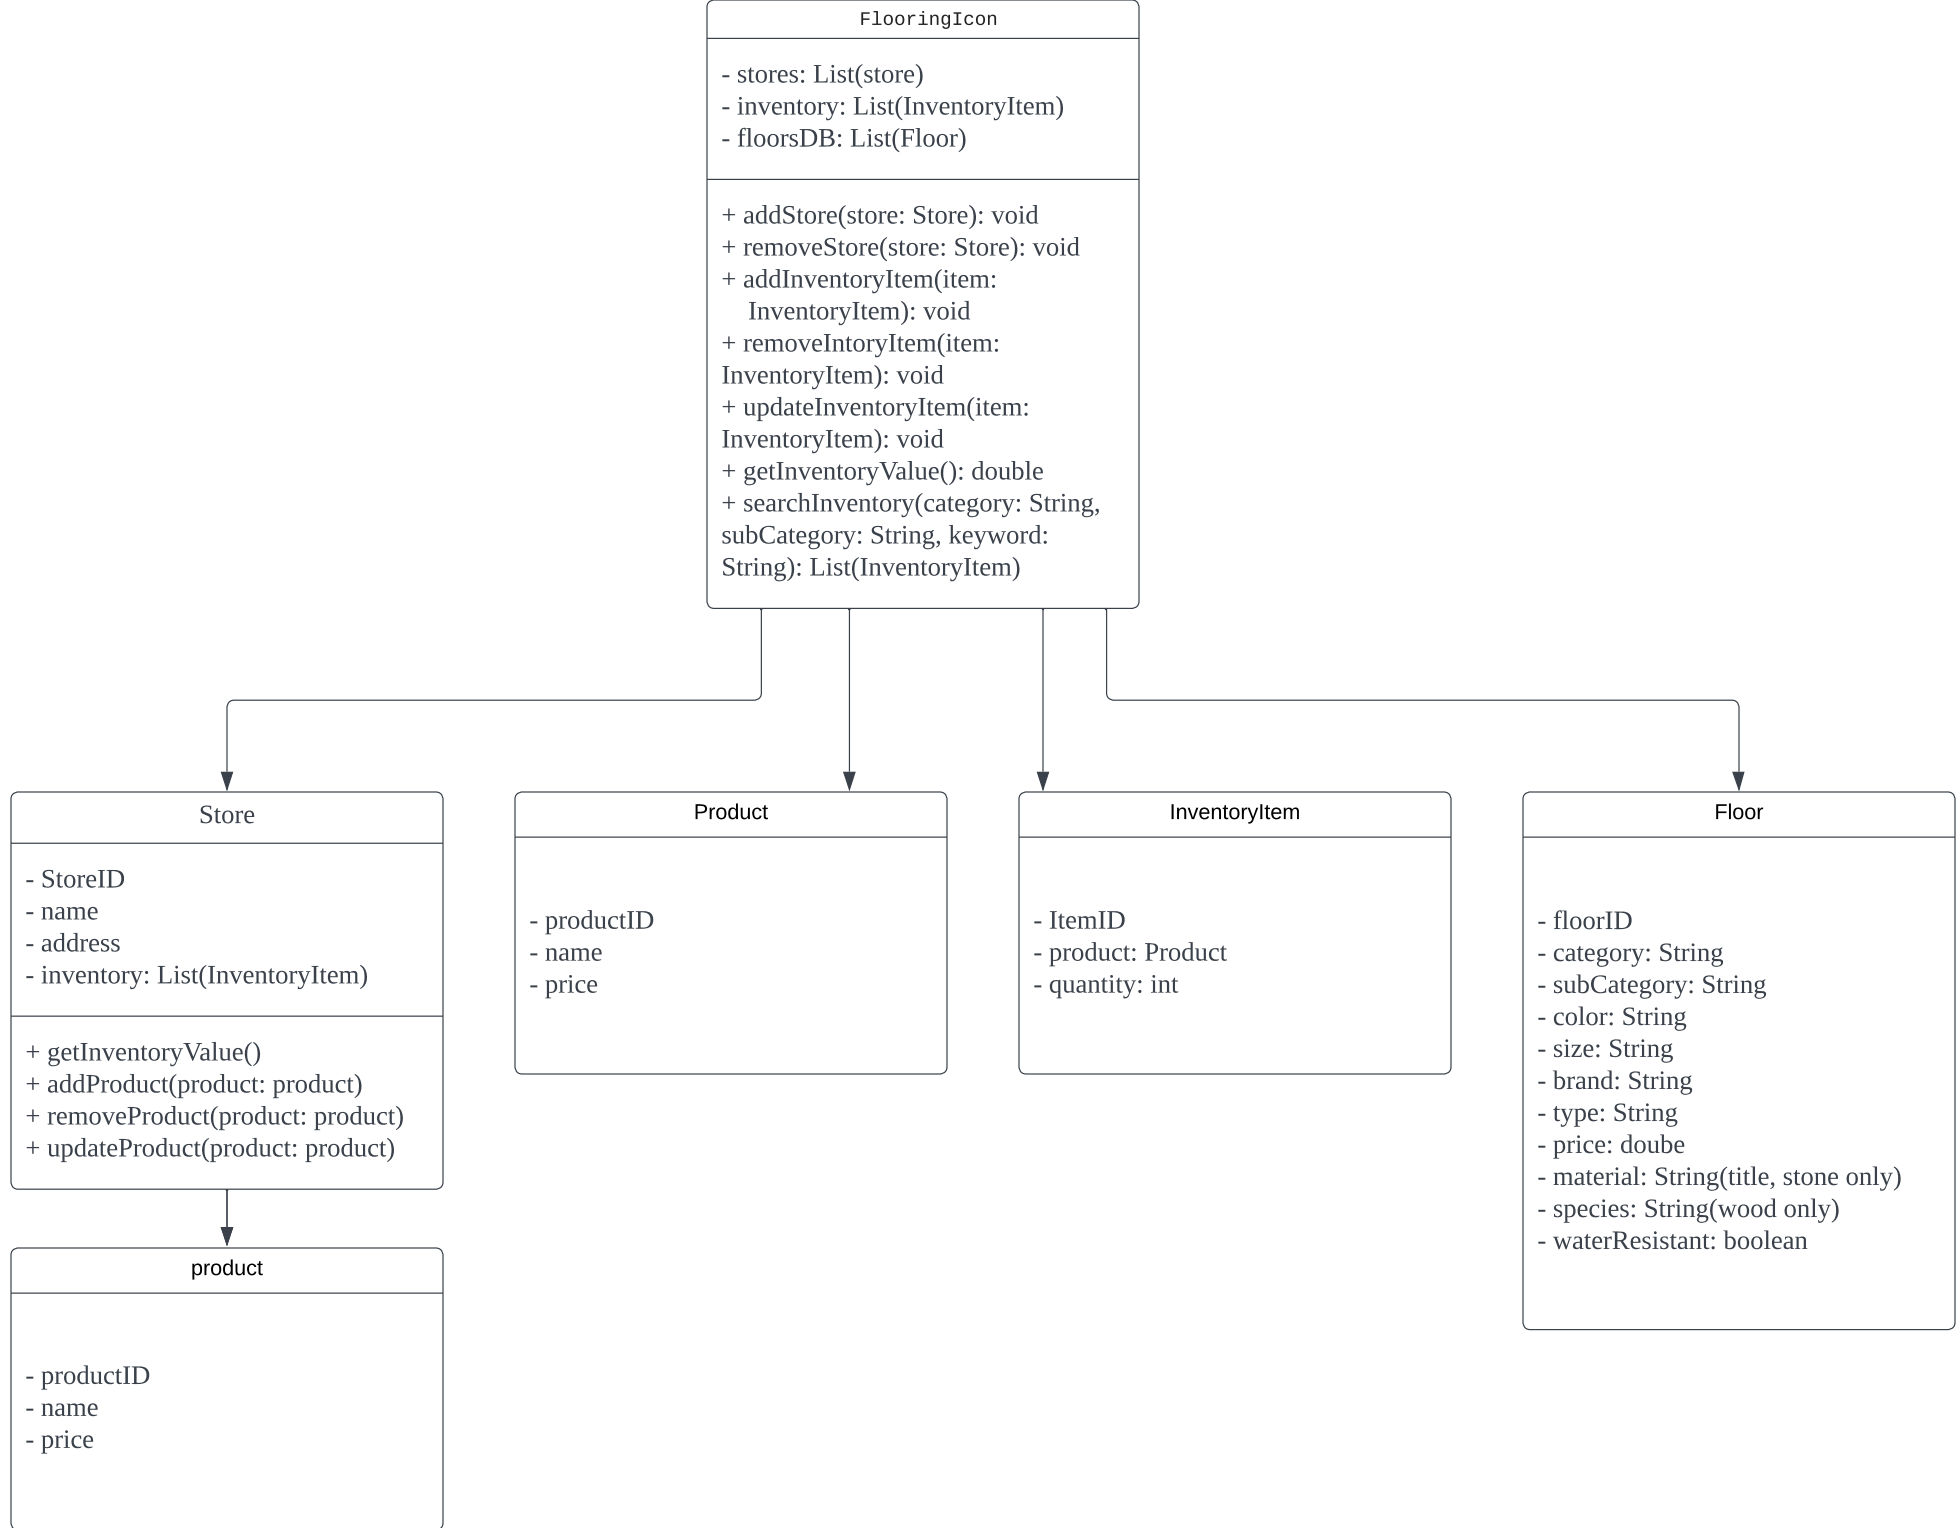 FlooringIcon
- stores: List(store)
- inventory: List(InventoryItem)
- floorsDB: List(Floor)
+ addStore(store: Store): void
+ removeStore(store: Store): void
+ addInventoryItem(item:
InventoryItem): void
+ removeIntoryItem(item:
InventoryItem): void
+ updateInventoryItem(item:
InventoryItem): void
+ getInventoryValue(): double
+ searchInventory(category: String,
subCategory: String, keyword:
String): List(InventoryItem)
Store
- StoreID
- name
- address
- inventory: List(InventoryItem)
+ getInventoryValue()
+ addProduct(product: product)
+ removeProduct(product: product)
+ updateProduct(product: product)
product
- productID
- name
- price
Product
- productID
- name
- price
InventoryItem
- ItemID
- product: Product
- quantity: int
Floor
- floorID
- category: String
- subCategory: String
- color: String
- size: String
- brand: String
- type: String
- price: doube
- material: String(title, stone only)
- species: String(wood only)
- waterResistant: boolean